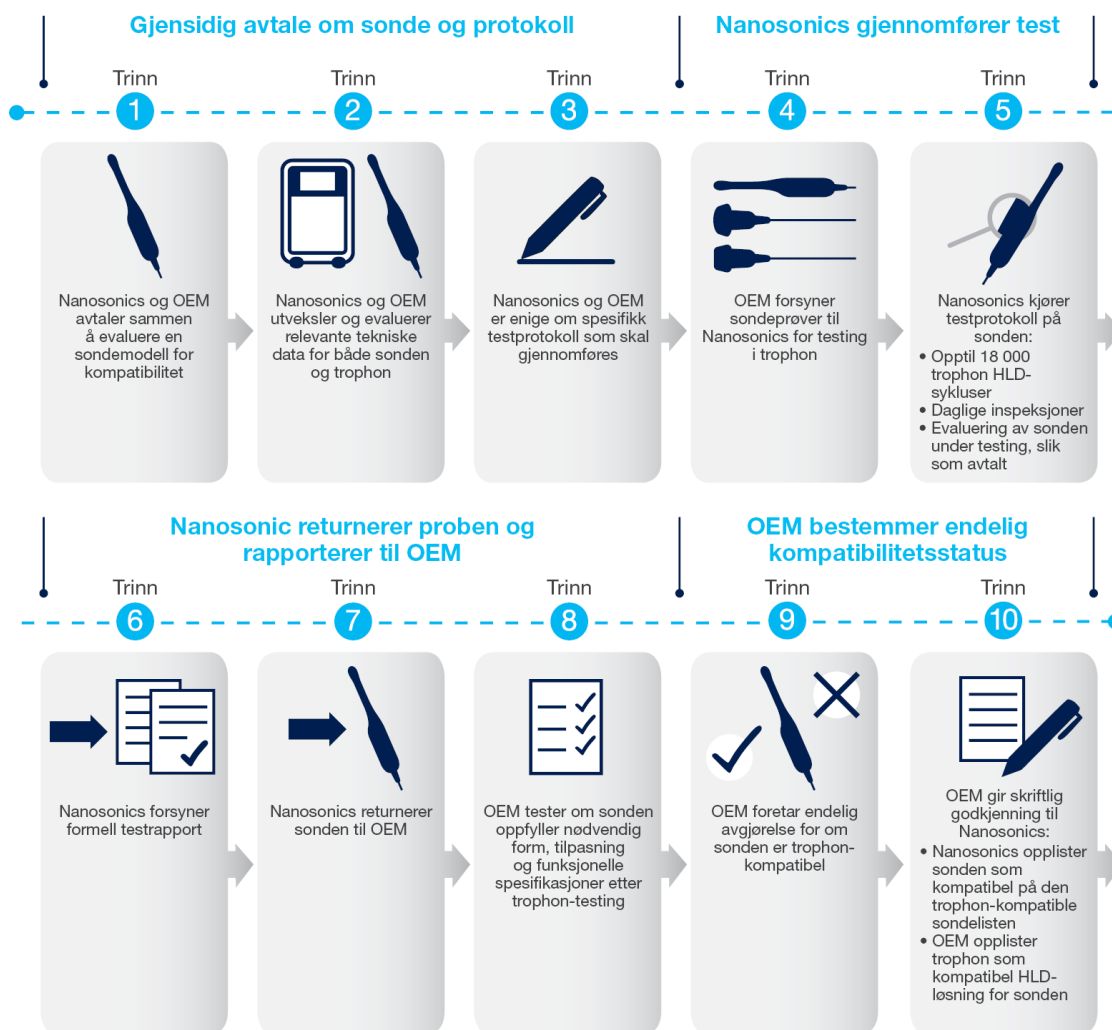 Gjensidig avtale om sonde og protokoll
Nanosonics gjennomfører test
Trinn
1
Trinn
2
Trinn
3
Trinn
4
Trinn
5
Nanosonics og OEM
avtaler sammen
å evaluere en
sondemodell for
kompatibilitet
Nanosonics og OEM
utveksler og evaluerer
relevante tekniske
data for både sonden
og trophon
Nanosonics og OEM
er enige om spesifikk
testprotokoll som skal
gjennomføres
OEM forsyner
sondeprøver til
Nanosonics for testing
i trophon
Nanosonics kjører
testprotokoll på
sonden:
• Opptil 18 000
trophon HLD-
sykluser
• Daglige inspeksjoner
• Evaluering av sonden
under testing, slik
som avtalt
Nanosonic returnerer proben og
rapporterer til OEM
OEM bestemmer endelig
kompatibilitetsstatus
Trinn
6
Trinn
7
Trinn
8
Trinn
9
Trinn
10
Nanosonics forsyner
formell testrapport
Nanosonics returnerer
sonden til OEM
OEM tester om sonden
oppfyller nødvendig
form, tilpasning
og funksjonelle
spesifikasjoner etter
trophon-testing
OEM foretar endelig
avgjørelse for om
sonden er trophon-
kompatibel
OEM gir skriftlig
godkjenning til
Nanosonics:
• Nanosonics opplister
sonden som
kompatibel på den
trophon-kompatible
sondelisten
• OEM opplister
trophon som
kompatibel HLD-
løsning for sonden